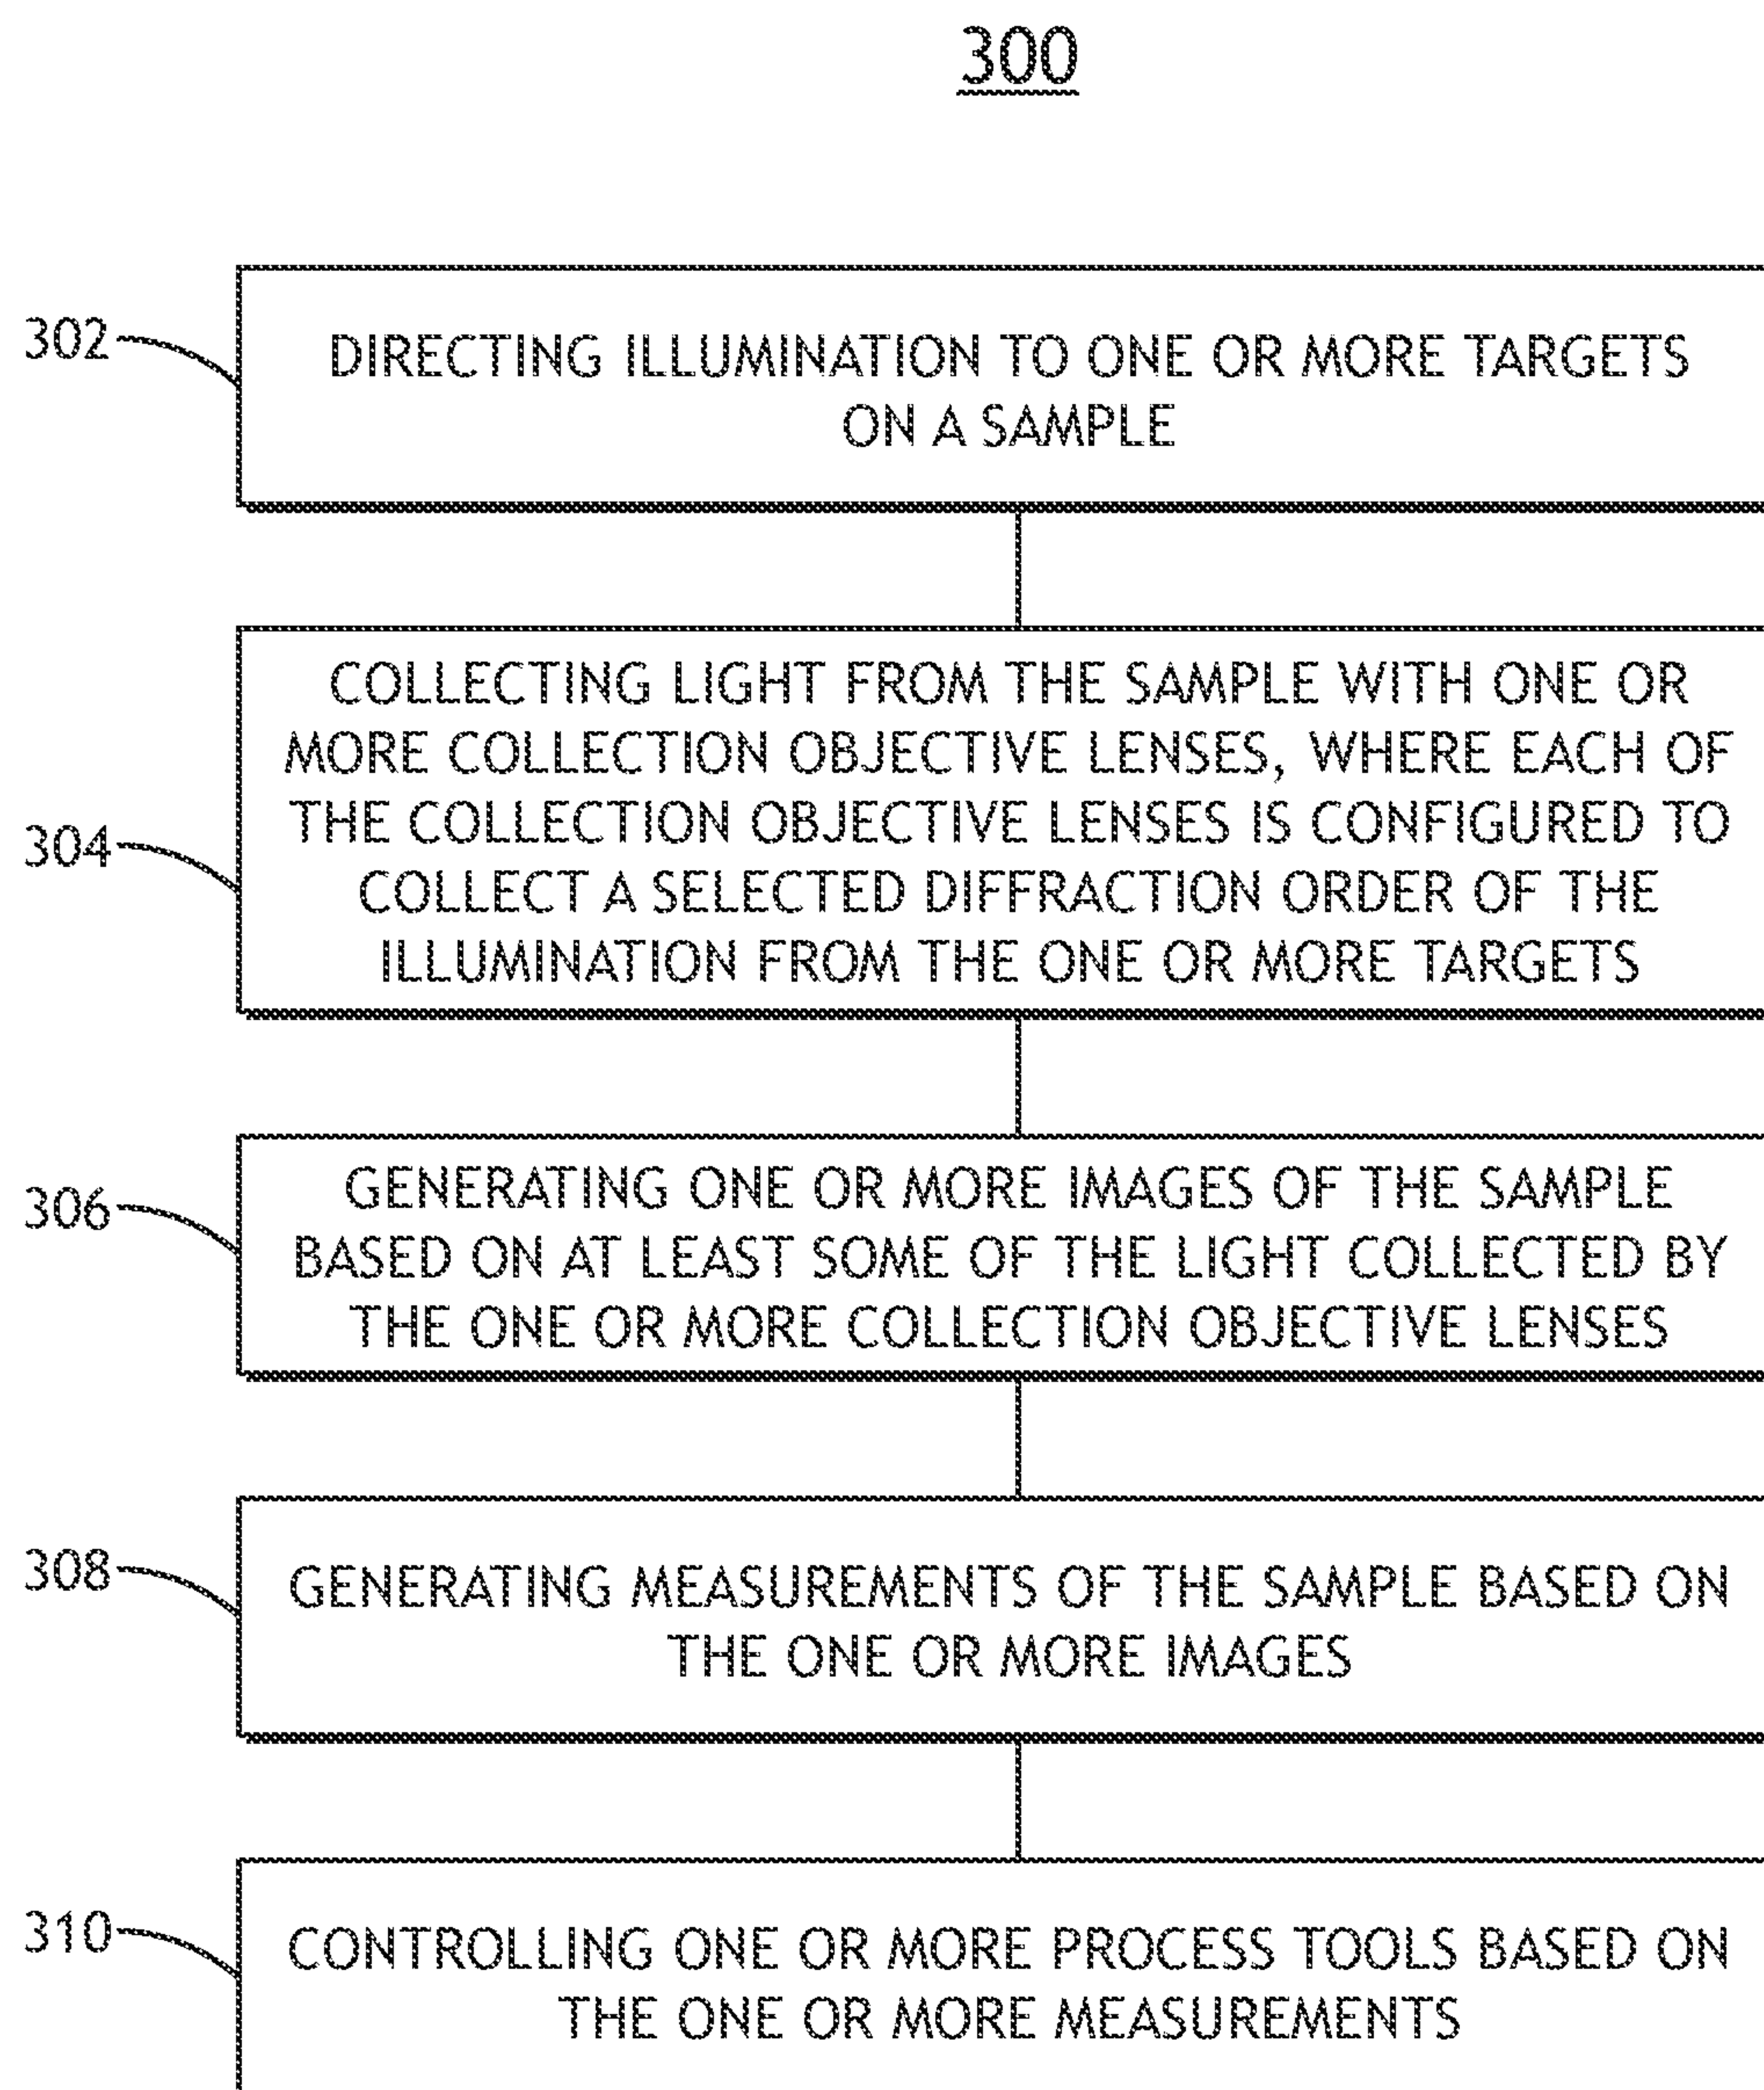 300
302
DIRECTING ILLUMINATION TO ONE OR MORE TARGETS
ON A SAMPLE
304
COLLECTING LIGHT FROM THE SAMPLE WITH ONE OR
MORE COLLECTION OBJECTIVE LENSES, WHERE EACH OF
THE COLLECTION OBJECTIVE LENSES IS CONFIGURED TO
COLLECT A SELECTED DIFFRACTION ORDER OF THE
ILLUMINATION FROM THE ONE OR MORE TARGETS
306
GENERATING ONE OR MORE IMAGES OF THE SAMPLE
BASED ON AT LEAST SOME OF THE LIGHT COLLECTED BY
THE ONE OR MORE COLLECTION OBJECTIVE LENSES
308
GENERATING MEASUREMENTS OF THE SAMPLE BASED ON
THE ONE OR MORE IMAGES
310
CONTROLLING ONE OR MORE PROCESS TOOLS BASED ON
THE ONE OR MORE MEASUREMENTS